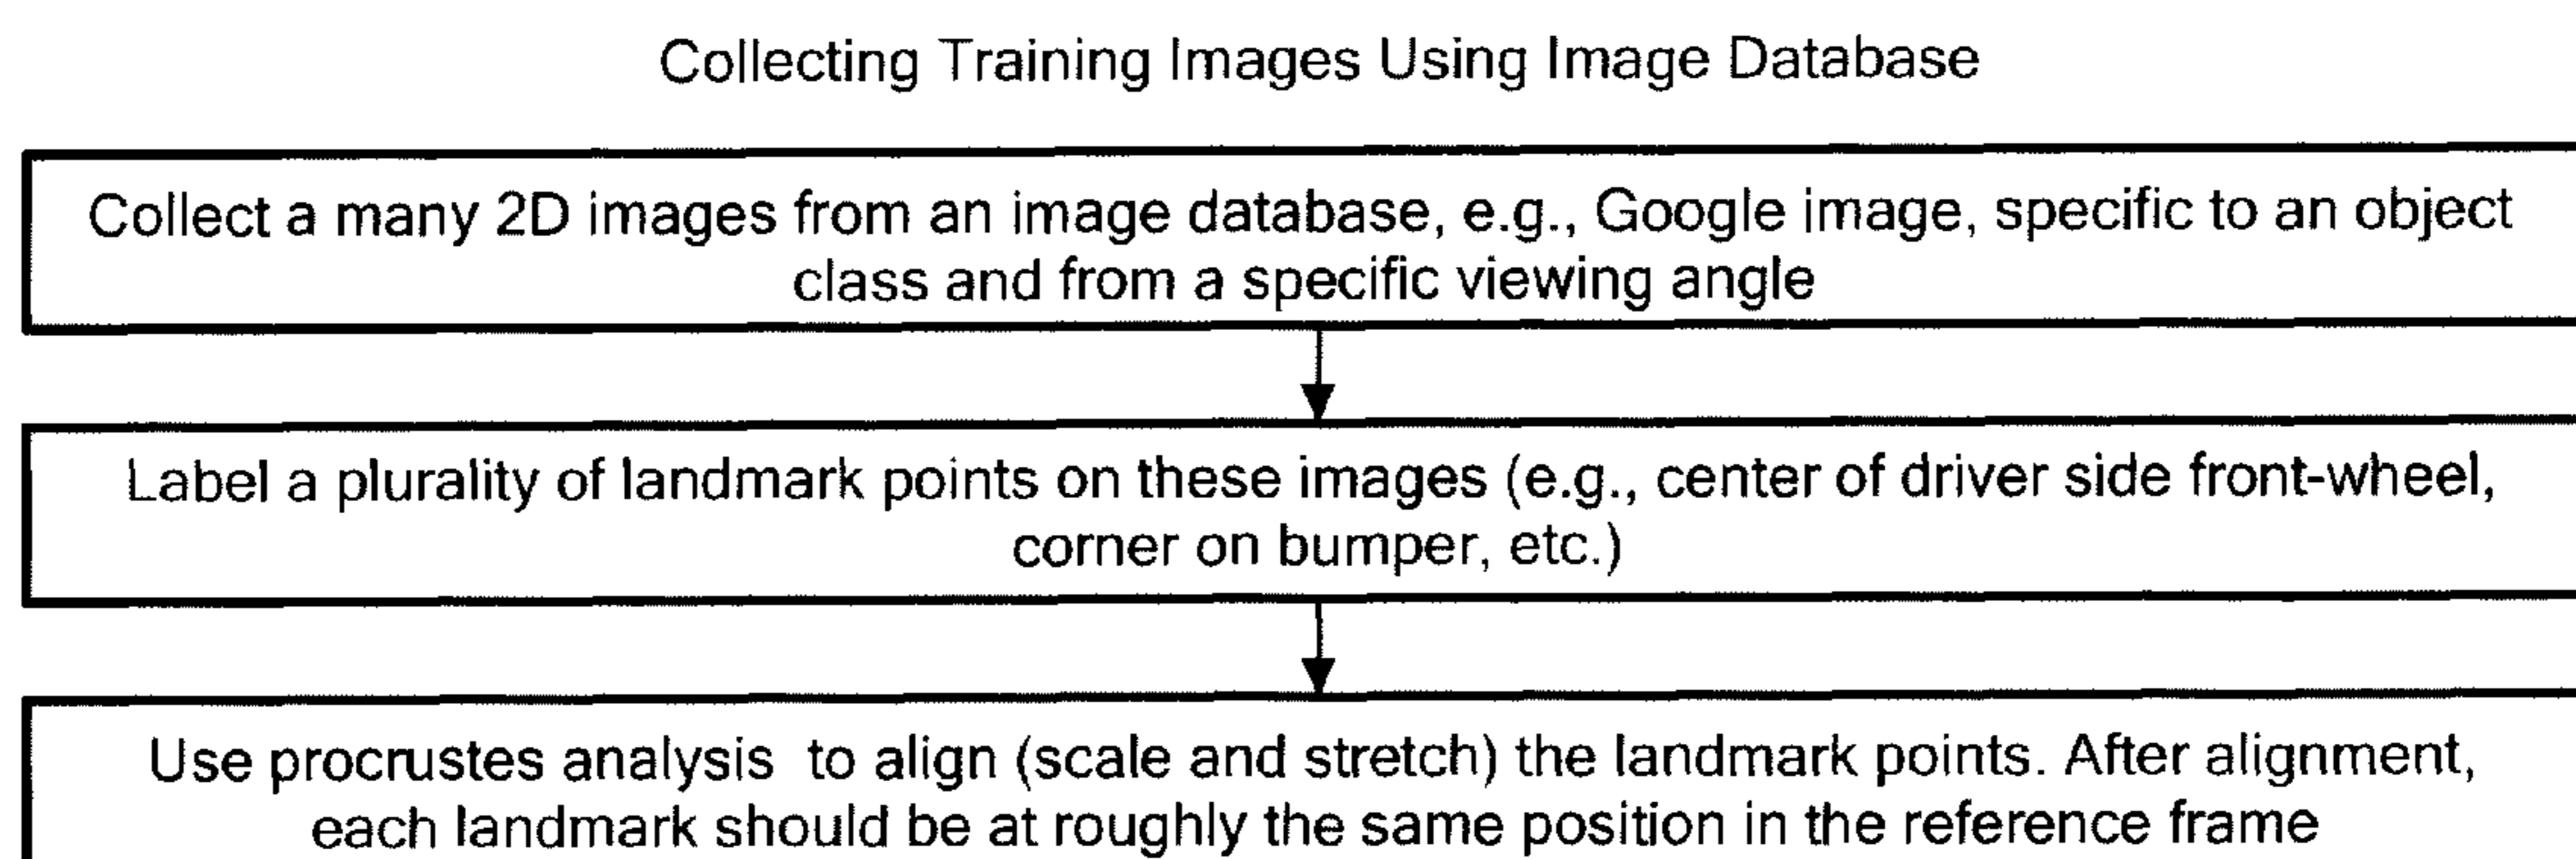 Collecting Training Images Using Image Database
Collect a many 2D images from an image database, e.g., Google image, specific to an object
class and from a specific viewing angle
Label a plurality of landmark points on these images (e.g., center of driver side front-wheel,
corner on bumper, etc.)
Use procrustes analysis to align (scale and stretch) the landmark points. After alignment,
each landmark should be at roughly the same position in the reference frame